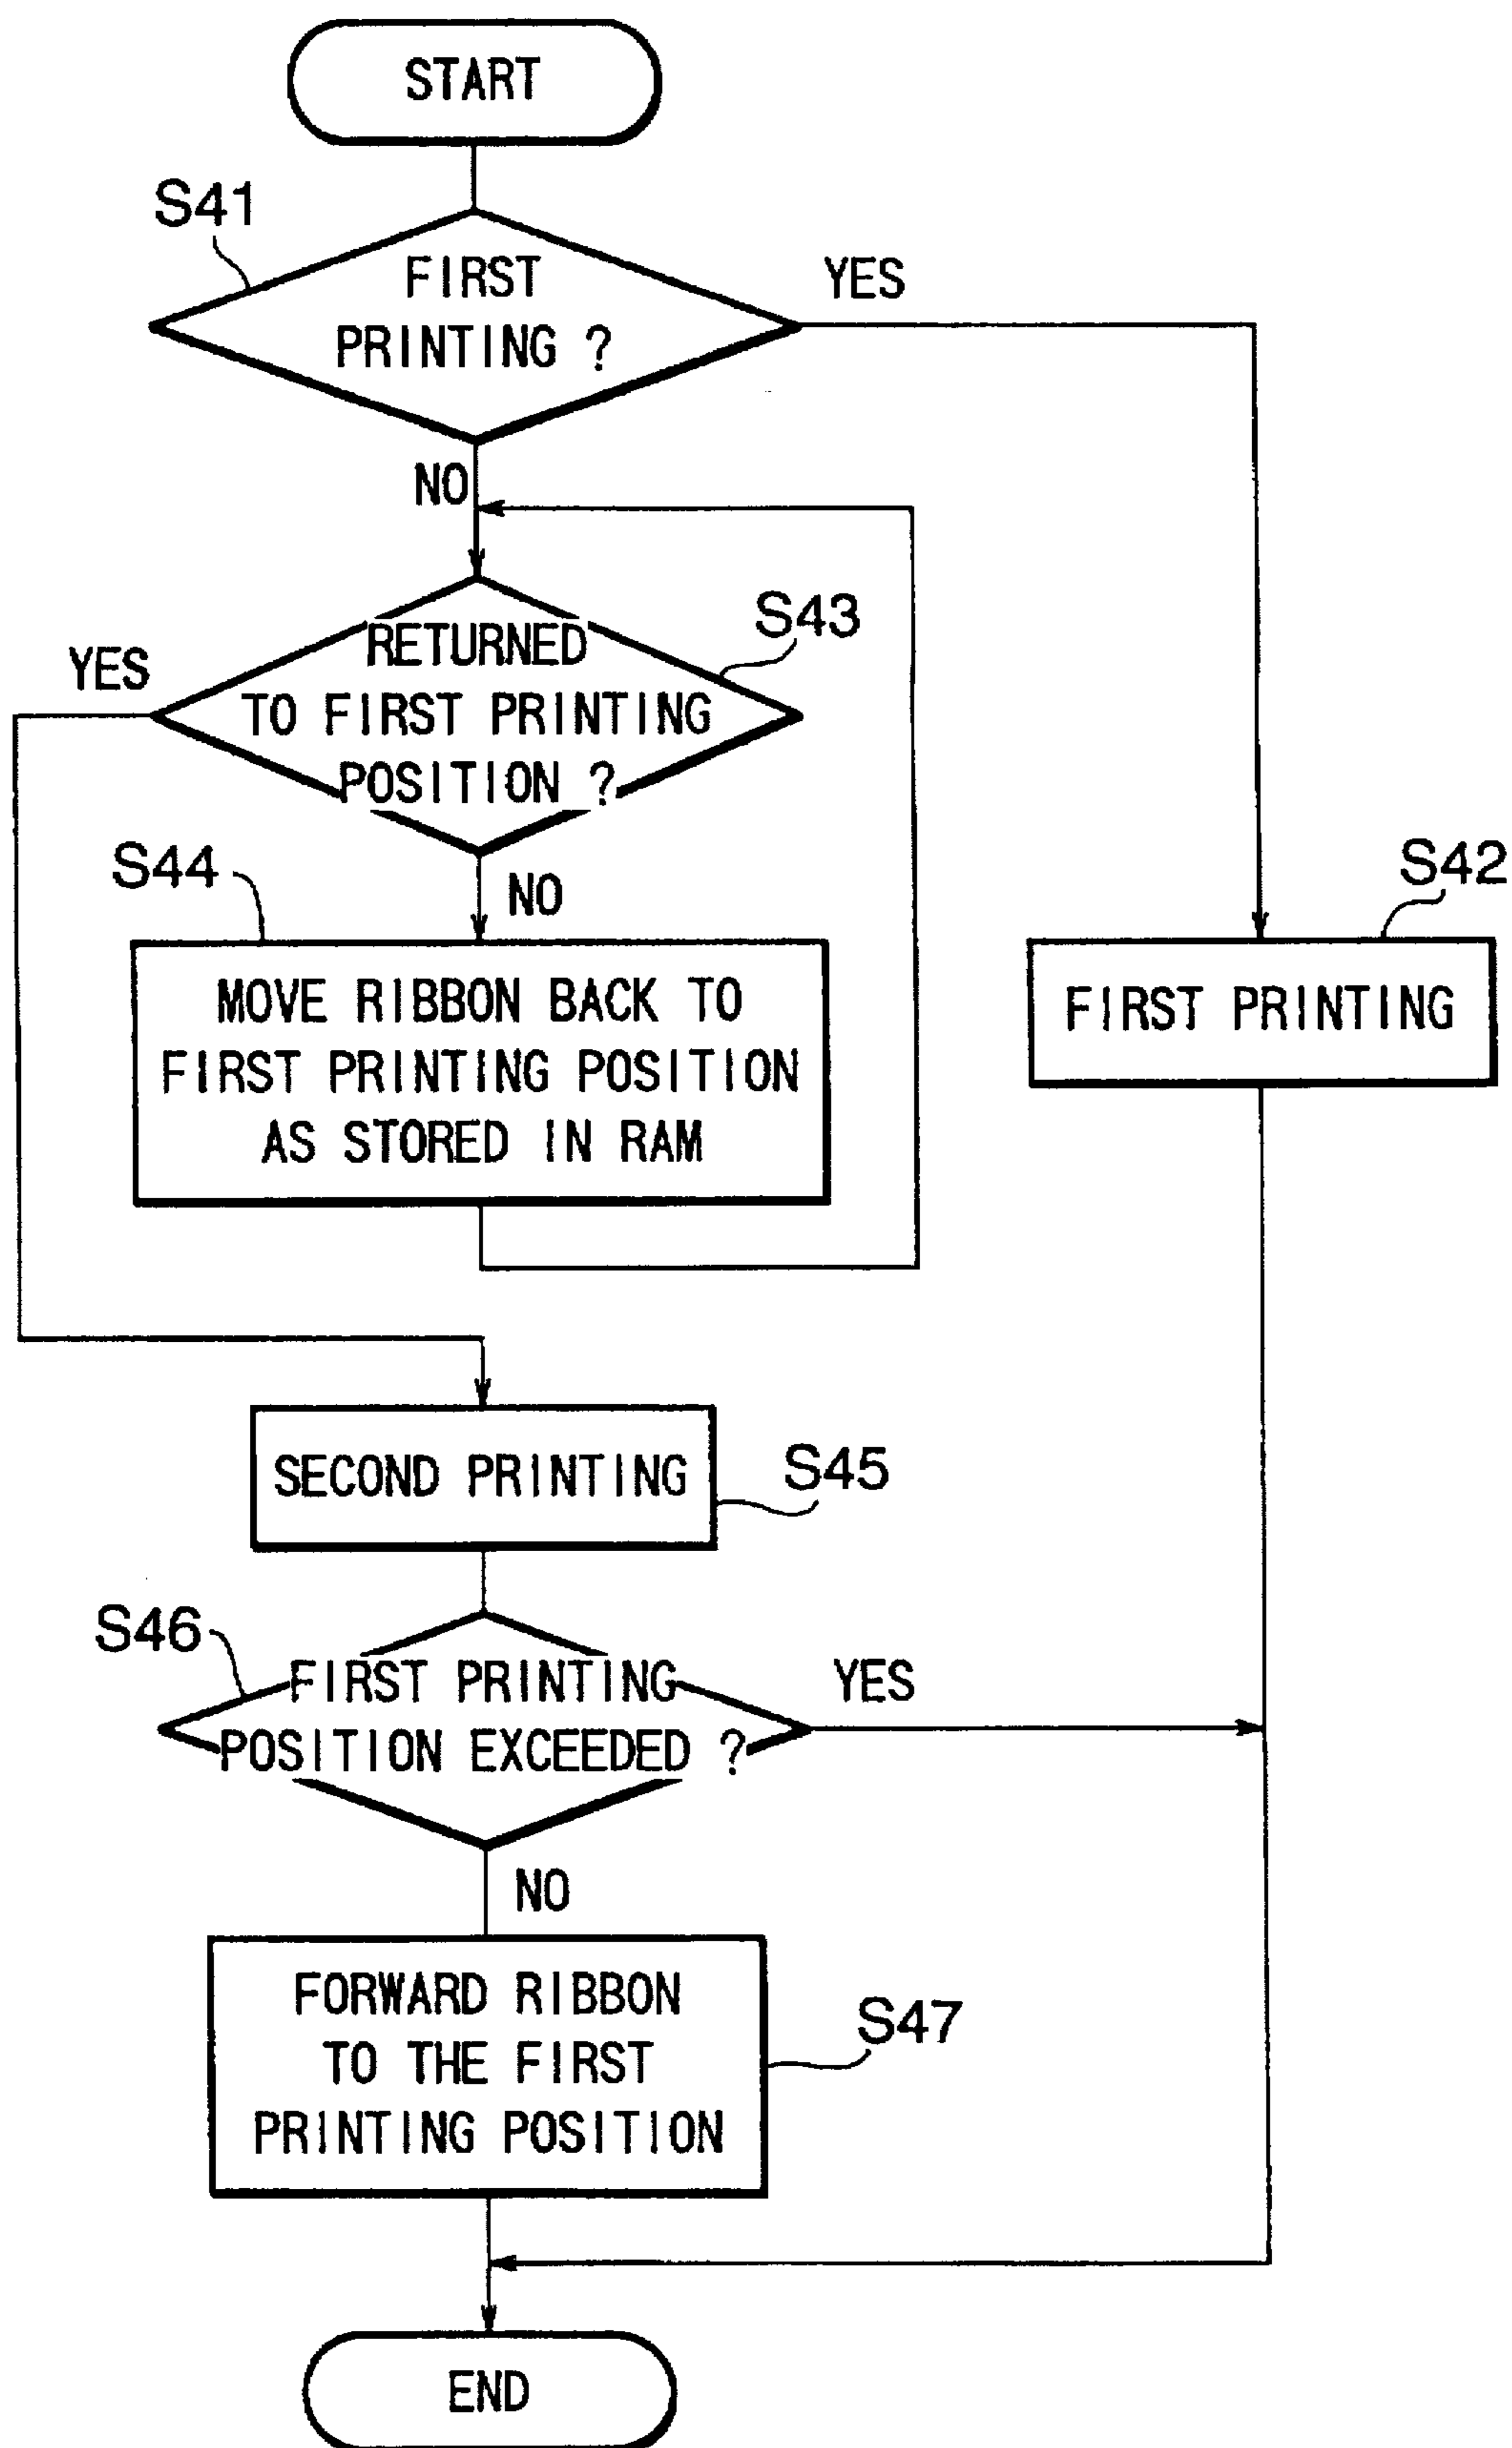 START
S41
FIRST
PRINTING ?
YES
NO
RETURNED
TO FIRST PRINTING
POSITION ?
S43
YES
S44
NO
MOVE RIBBON BACK TO
FIRST PRINTING POSITION
AS STORED IN RAM
S42
FIRST PRINTING
SECOND PRINTING
S45
S46
FIRST PRINTING
POSITION EXCEEDED ?
YES
NO
FORWARD RIBBON
TO THE FIRST
PRINTING POSITION
S47
END